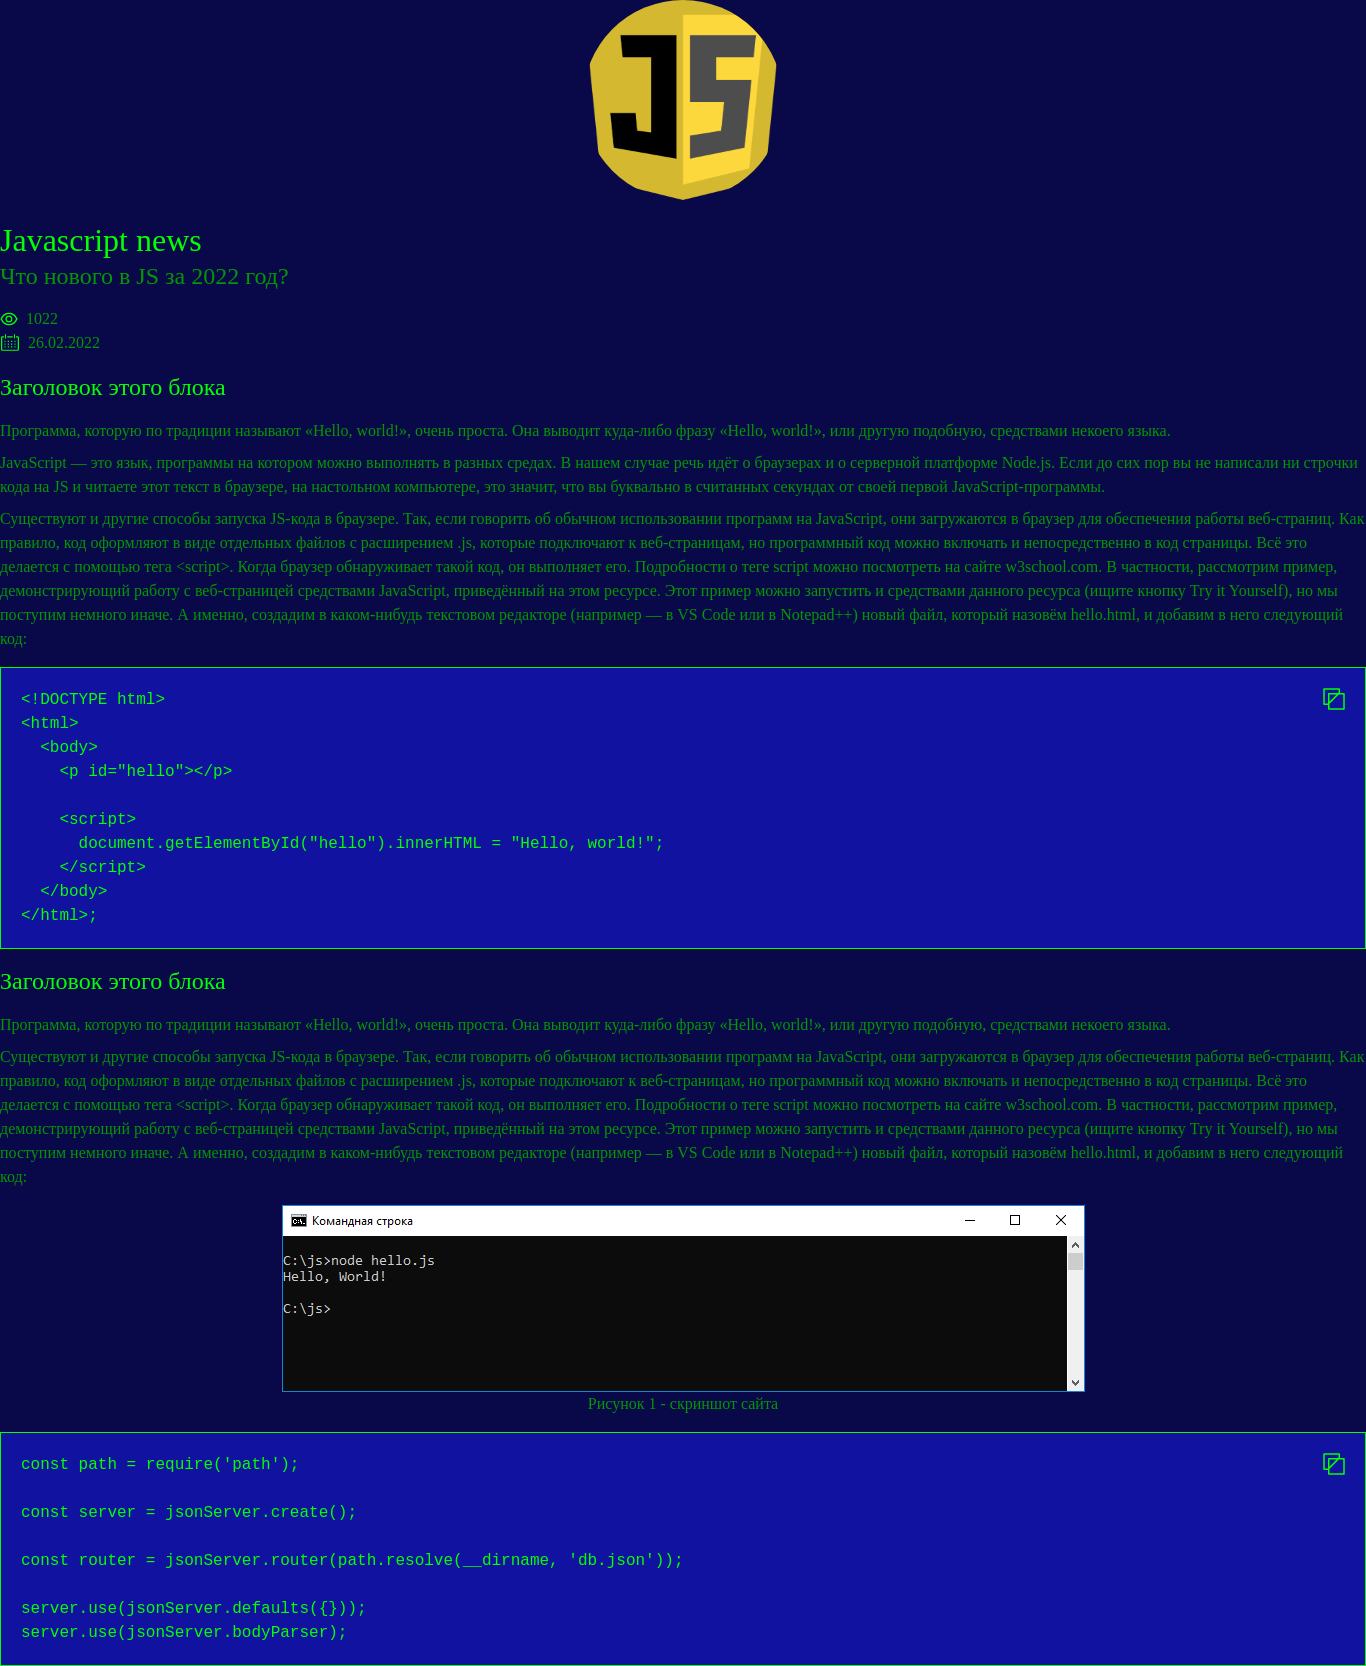 JS
Javascript news
Что нового в JS за 2022 год?
1022
26.02.2022
Заголовок этого блока
Программа, которую по традиции называют «Hello, world!», очень проста. Она выводит куда-либо фразу «Hello, world!», или другую подобную, средствами некоего языка.
JavaScript — это язык, программы на котором можно выполнять в разных средах. В нашем случае речь идёт о браузерах и о серверной платформе Node.js. Если до сих пор вы не написали ни строчки
кода на JS и читаете этот текст в браузере, на настольном компьютере, это значит, что вы буквально в считанных секундах от своей первой JavaScript-программы.
Существуют и другие способы запуска JS-кода в браузере. Так, если говорить об обычном использовании программ на JavaScript, они загружаются в браузер для обеспечения работы веб-страниц. Как
правило, код оформляют в виде отдельных файлов с расширением .js, которые подключают к веб-страницам, но программный код можно включать и непосредственно в код страницы. Всё это
делается с помощью тега <script>. Когда браузер обнаруживает такой код, он выполняет его. Подробности о теге script можно посмотреть на сайте w3school.com. В частности, рассмотрим пример,
демонстрирующий работу с веб-страницей средствами JavaScript, приведённый на этом ресурсе. Этот пример можно запустить и средствами данного ресурса (ищите кнопку Try it Yourself), но мы
поступим немного иначе. А именно, создадим в каком-нибудь текстовом редакторе (например — в VS Code или в Notepad++) новый файл, который назовём hello.html, и добавим в него следующий
код:
<!DOCTYPE html>
<html>
  <body>
    <p id="hello"></p>

    <script>
      document.getElementById("hello").innerHTML = "Hello, world!";
    </script>
  </body>
</html>;
Заголовок этого блока
Программа, которую по традиции называют «Hello, world!», очень проста. Она выводит куда-либо фразу «Hello, world!», или другую подобную, средствами некоего языка.
Существуют и другие способы запуска JS-кода в браузере. Так, если говорить об обычном использовании программ на JavaScript, они загружаются в браузер для обеспечения работы веб-страниц. Как
правило, код оформляют в виде отдельных файлов с расширением .js, которые подключают к веб-страницам, но программный код можно включать и непосредственно в код страницы. Всё это
делается с помощью тега <script>. Когда браузер обнаруживает такой код, он выполняет его. Подробности о теге script можно посмотреть на сайте w3school.com. В частности, рассмотрим пример,
демонстрирующий работу с веб-страницей средствами JavaScript, приведённый на этом ресурсе. Этот пример можно запустить и средствами данного ресурса (ищите кнопку Try it Yourself), но мы
поступим немного иначе. А именно, создадим в каком-нибудь текстовом редакторе (например — в VS Code или в Notepad++) новый файл, который назовём hello.html, и добавим в него следующий
код:
Командная строка
C:\js>node hello.js
Hello, World!
C:\js>
Рисунок 1 - скриншот сайта
const path = require('path');

const server = jsonServer.create();

const router = jsonServer.router(path.resolve(__dirname, 'db.json'));

server.use(jsonServer.defaults({}));
server.use(jsonServer.bodyParser);